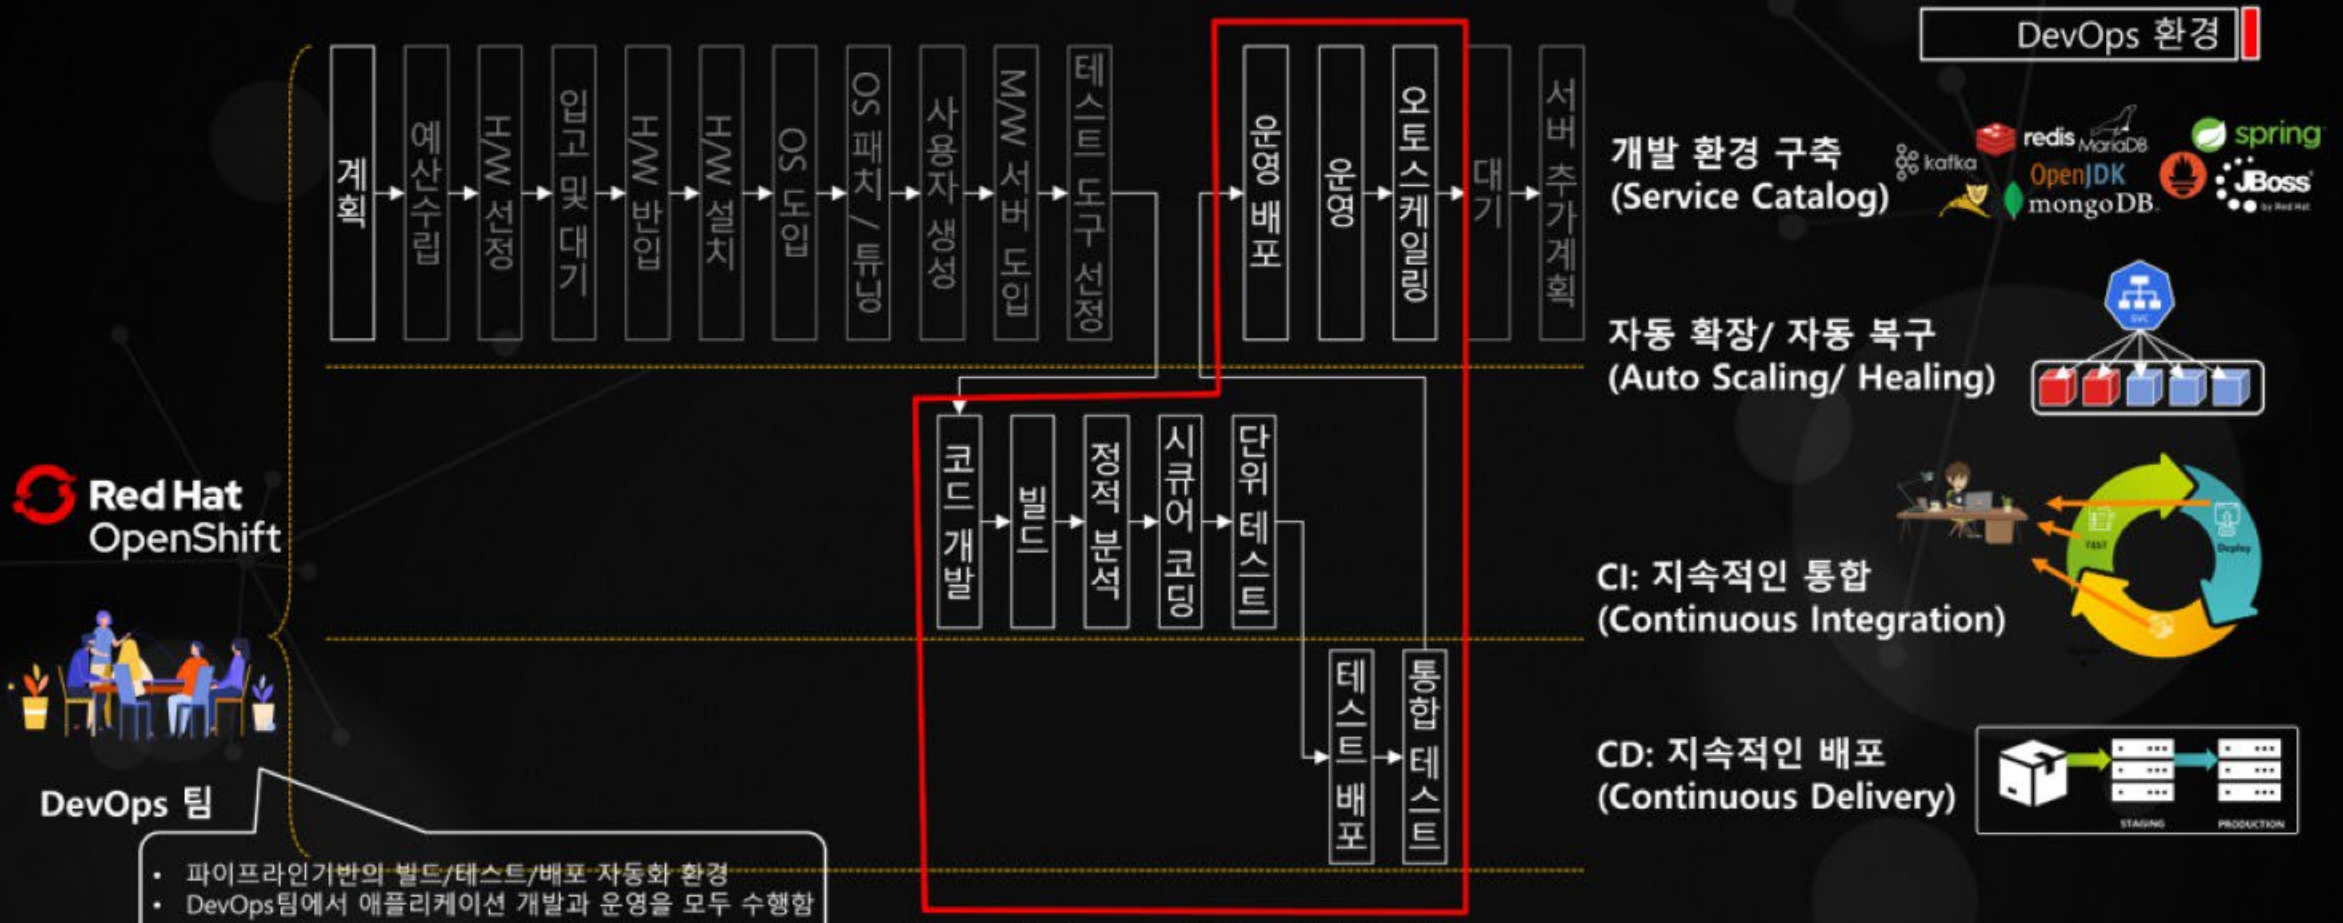 DevOps 환경
계획
예산수립
H/W 선정
입고 및 대기
H/W 반입
H/W 설치
OS 도입
OS 패치 / 튜닝
사용자 생성
M/W 서버 도입
테스트 도구 선정
운영 배포
운영
오토스케일링
대기
서버 추가계획
코드 개발
빌드
정적 분석
시큐어 코딩
단위 테스트
테스트 배포
통합 테스트
개발 환경 구축
(Service Catalog)
kafka
redis
MariaDB
spring
OpenJDK
mongoDB
JBoss
by Red Hat
자동 확장/ 자동 복구
(Auto Scaling/ Healing)
SVC
CI: 지속적인 통합
(Continuous Integration)
TEST
Deploy
CD: 지속적인 배포
(Continuous Delivery)
STAGING
PRODUCTION
Red Hat
OpenShift
DevOps 팀
• 파이프라인기반의 빌드/테스트/배포 자동화 환경
• DevOps팀에서 애플리케이션 개발과 운영을 모두 수행함